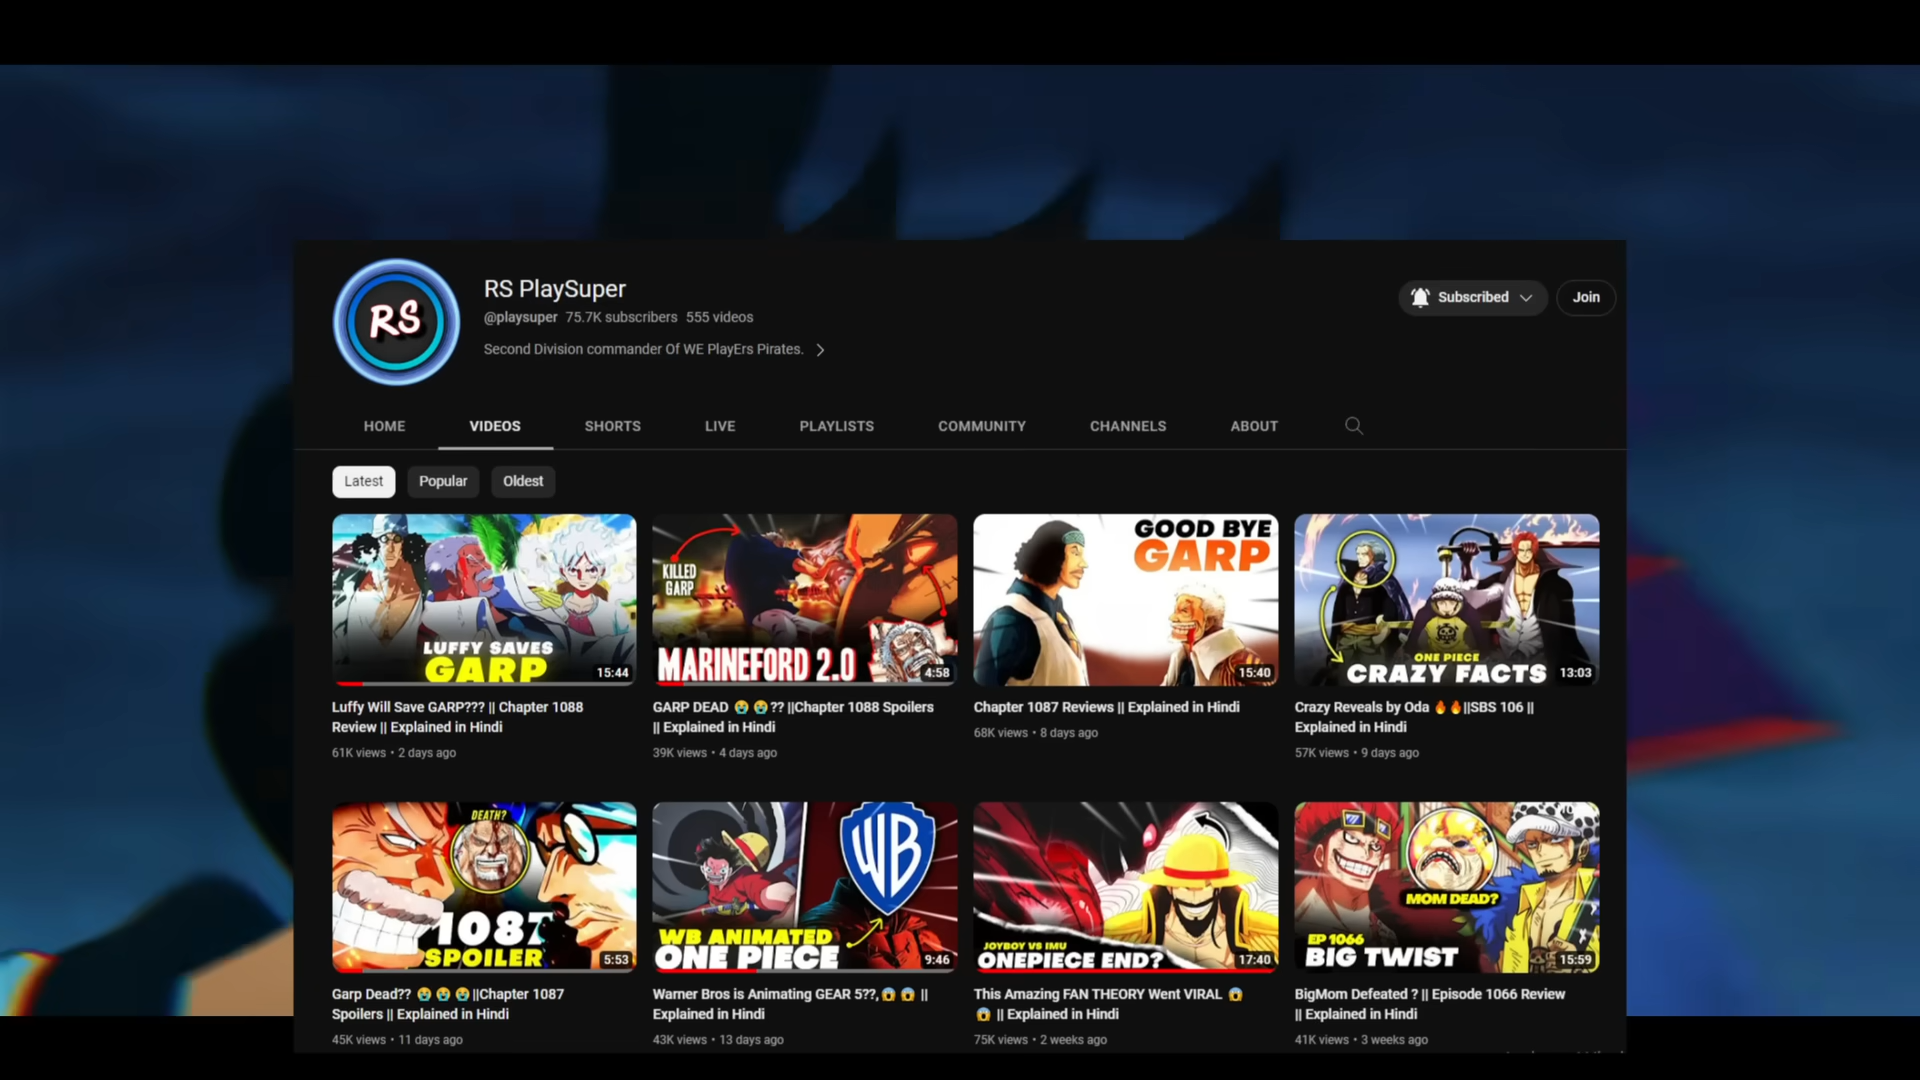 RS
RS PlaySuper
@playsuper 75.7K subscribers 555 videos
Second Division commander Of WE PlayErs Pirates.
Subscribed
Join
HOME VIDEOS SHORTS LIVE PLAYLISTS COMMUNITY CHANNELS ABOUT
Latest Popular Oldest
LUFFY SAVES
GARP
15:44
Luffy Will Save GARP??? || Chapter 1088
Review || Explained in Hindi
61K views • 2 days ago
KILLED
GARP
MARINEFORD 2.0
4:58
GARP DEAD 😭 😭?? ||Chapter 1088 Spoilers
|| Explained in Hindi
39K views • 4 days ago
GOOD BYE
GARP
15:40
Chapter 1087 Reviews || Explained in Hindi
68K views • 8 days ago
ONE PIECE
CRAZY FACTS
13:03
Crazy Reveals by Oda 🔥🔥||SBS 106 ||
Explained in Hindi
57K views • 9 days ago
DEATH?
1087
SPOILER
5:53
Garp Dead?? 😭 😭 😭||Chapter 1087
Spoilers || Explained in Hindi
45K views • 11 days ago
WB
WB ANIMATED
ONE PIECE
9:46
Warner Bros is Animating GEAR 5??,😱 😱 ||
Explained in Hindi
43K views • 13 days ago
JOYBOY VS IMU
ONEPIECE END?
17:40
This Amazing FAN THEORY Went VIRAL 😱
😱 || Explained in Hindi
75K views • 2 weeks ago
MOM DEAD?
EP 1066
BIG TWIST
15:59
BigMom Defeated ? || Episode 1066 Review
|| Explained in Hindi
41K views • 3 weeks ago